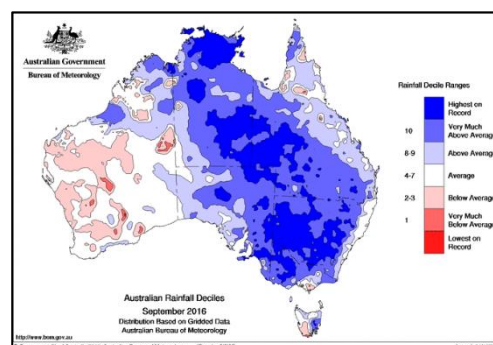 Australian Government
Bureau of Meteorology
Rainfall Decile Ranges
Highest on
Record
10
Very Much
Above Average
8-9
Above Average
4-7
Average
2-3
Below Average
1
Very Much
Below Average
Lowest on
Record
Australian Rainfall Deciles
September 2016
Distribution Based on Gridded Data
Australian Bureau of Meteorology
http://www.bom.gov.au